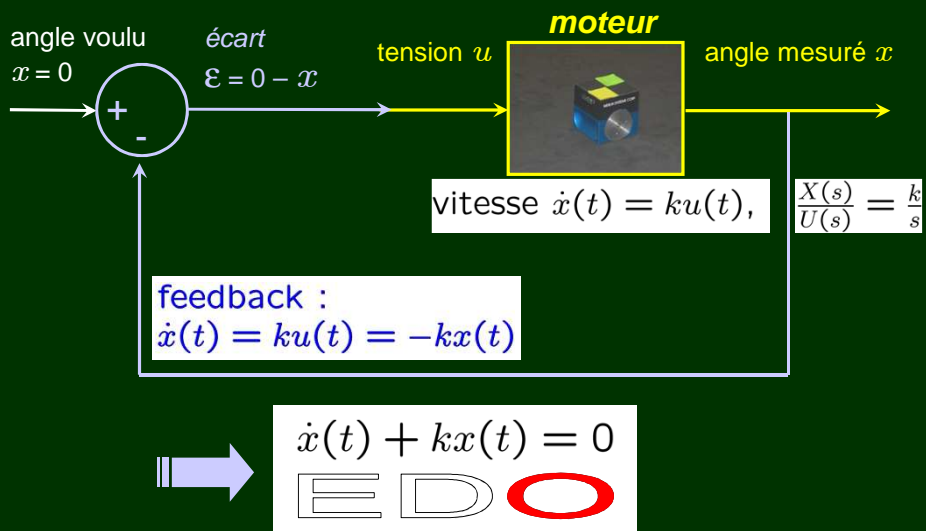 moteur
angle voulu
x = 0
écart
ε = 0 – x
tension u
angle mesuré x
+
-
vitesse ẋ(t) = ku(t),
X(s)/U(s) = k/s
feedback :
ẋ(t) = ku(t) = −kx(t)
ẋ(t) + kx(t) = 0
EDO